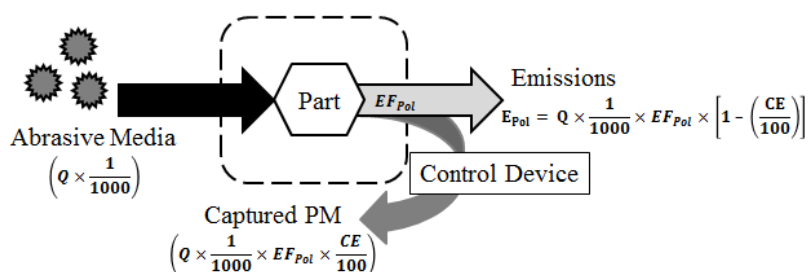 Abrasive Media
(Q × 1/1000)
Part
EF_Pol
Emissions
E_Pol = Q × 1/1000 × EF_Pol × [1 − (CE/100)]
Control Device
Captured PM
(Q × 1/1000 × EF_Pol × CE/100)